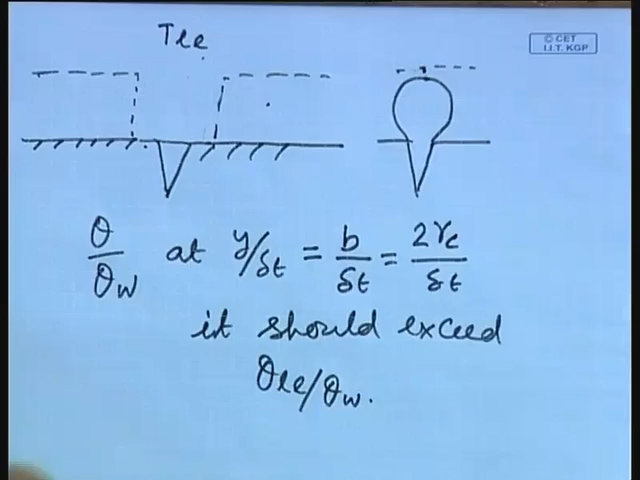 Tle
© CET
I.I.T. KGP
θ/θw at y/δt = b/δt = 2rc/δt
it should exceed
θle/θw.